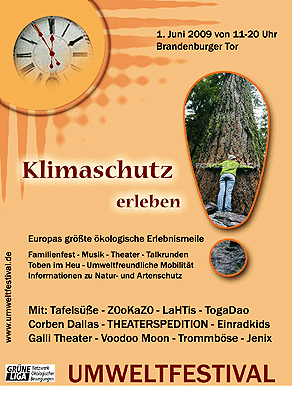 1. Juni 2009 von 11-20 Uhr
Brandenburger Tor
Klimaschutz
erleben
Europas größte ökologische Erlebnismeile
Familienfest - Musik - Theater - Talkrunden
Toben im Heu - Umweltfreundliche Mobilität
Informationen zu Natur- und Artenschutz
www.umweltfestival.de
Mit: Tafelsüße - ZOoKaZO - LaHTis - TogaDao
Corben Dallas - THEATERSPEDITION - Einradkids
Galli Theater - Voodoo Moon - Trommböse - Jenix
GRÜNE LIGA
Netzwerk
Ökologischer
Bewegungen
UMWELTFESTIVAL